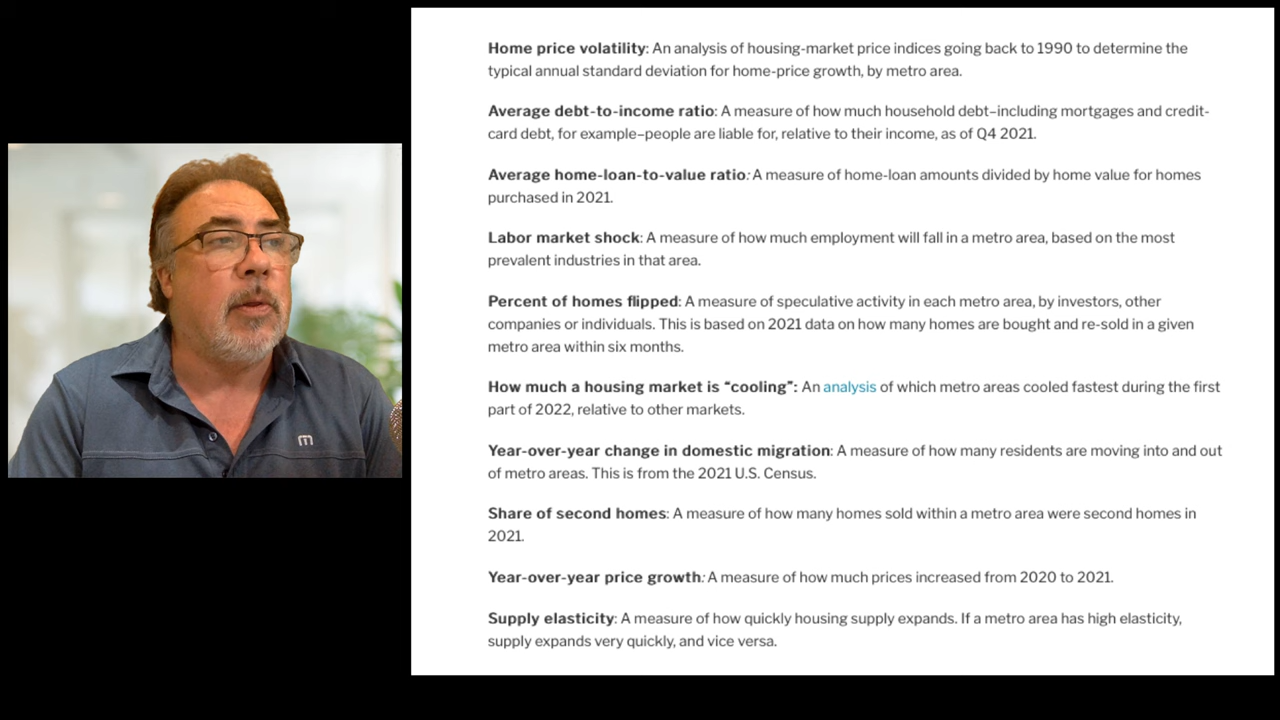 Home price volatility: An analysis of housing-market price indices going back to 1990 to determine the
typical annual standard deviation for home-price growth, by metro area.
Average debt-to-income ratio: A measure of how much household debt–including mortgages and credit-
card debt, for example–people are liable for, relative to their income, as of Q4 2021.
Average home-loan-to-value ratio: A measure of home-loan amounts divided by home value for homes
purchased in 2021.
Labor market shock: A measure of how much employment will fall in a metro area, based on the most
prevalent industries in that area.
Percent of homes flipped: A measure of speculative activity in each metro area, by investors, other
companies or individuals. This is based on 2021 data on how many homes are bought and re-sold in a given
metro area within six months.
How much a housing market is “cooling”: An analysis of which metro areas cooled fastest during the first
part of 2022, relative to other markets.
Year-over-year change in domestic migration: A measure of how many residents are moving into and out
of metro areas. This is from the 2021 U.S. Census.
Share of second homes: A measure of how many homes sold within a metro area were second homes in
2021.
Year-over-year price growth: A measure of how much prices increased from 2020 to 2021.
Supply elasticity: A measure of how quickly housing supply expands. If a metro area has high elasticity,
supply expands very quickly, and vice versa.